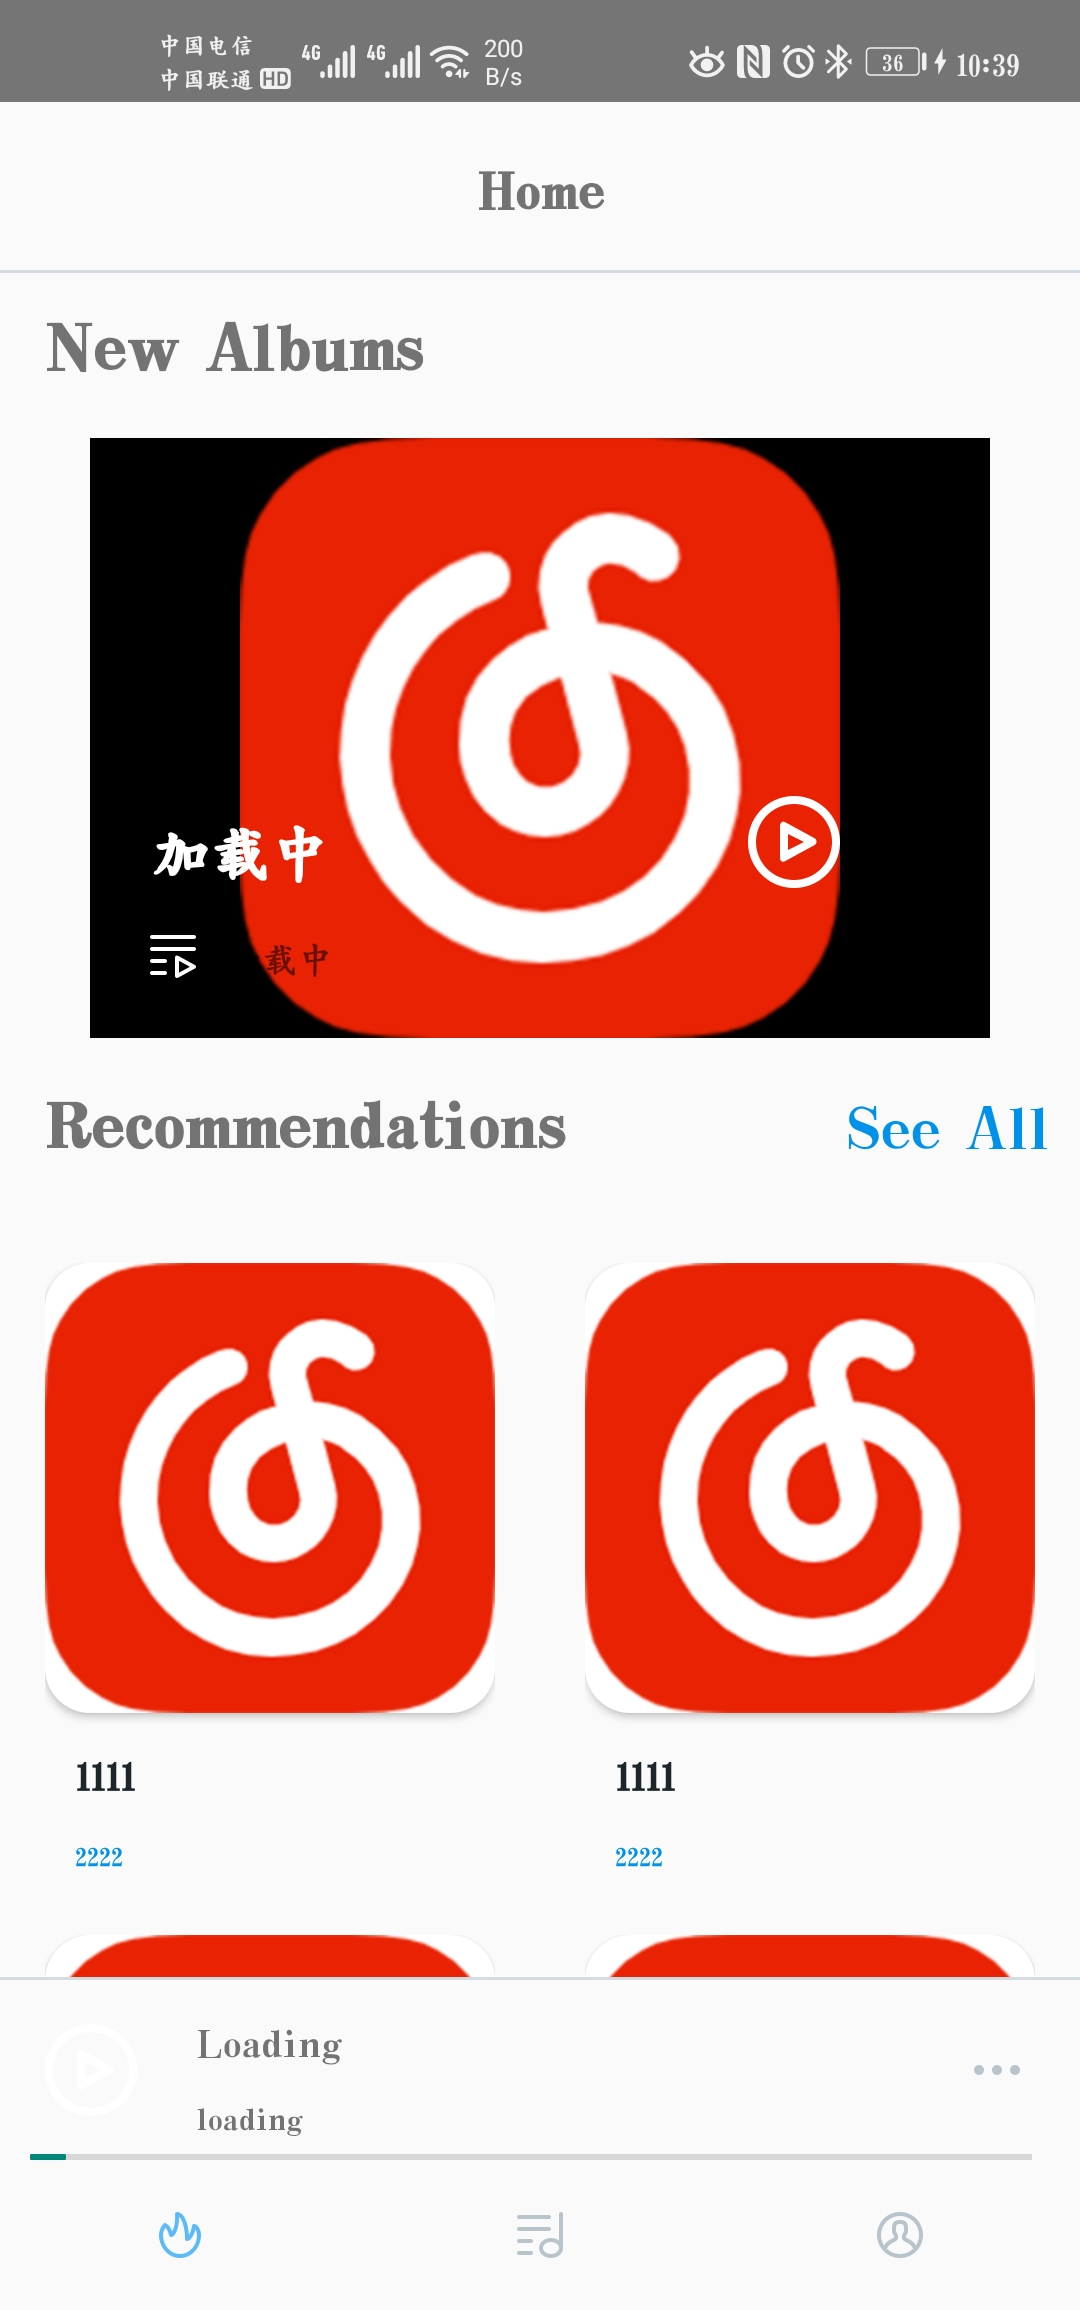 中国电信
中国联通 HD
4G 4G
200
B/s
36
10:39
Home
New Albums
加载中
载中
Recommendations
See All
1111
1111
2222
2222
Loading
loading